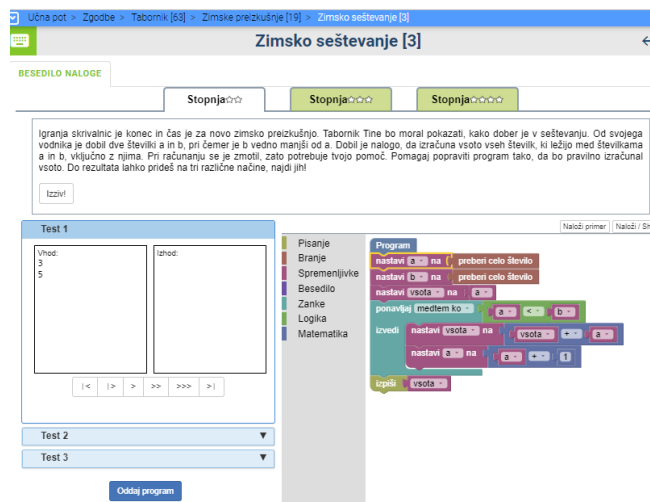 Učna pot > Zgodbe > Tabornik [63] > Zimske preizkušnje [19] > Zimsko seštevanje [3]
Zimsko seštevanje [3]
BESEDILO NALOGE
Stopnja
Stopnja
Stopnja
Igranja skrivalnic je konec in čas je za novo zimsko preizkušnjo. Tabornik Tine bo moral pokazati, kako dober je v seštevanju. Od svojega
vodnika je dobil dve številki a in b, pri čemer je b vedno manjši od a. Dobil je nalogo, da izračuna vsoto vseh številk, ki ležijo med številkama
a in b, vključno z njima. Pri računanju se je zmotil, zato potrebuje tvojo pomoč. Pomagaj popraviti program tako, da bo pravilno izračunal
vsoto. Do rezultata lahko prideš na tri različne načine, najdi jih!
Izziv!
Naloži primer
Naloži / Sh
Test 1
Vhod:
3
5
Izhod:
|< |> > >> >>> >|
Test 2
Test 3
Oddaj program
Pisanje
Branje
Spremenljivke
Besedilo
Zanke
Logika
Matematika
Program
nastavi a na preberi celo število
nastavi b na preberi celo število
nastavi vsota na a
ponavljaj medtem ko a < b
izvedi nastavi vsota na vsota + a
nastavi a na a + 1
izpiši vsota